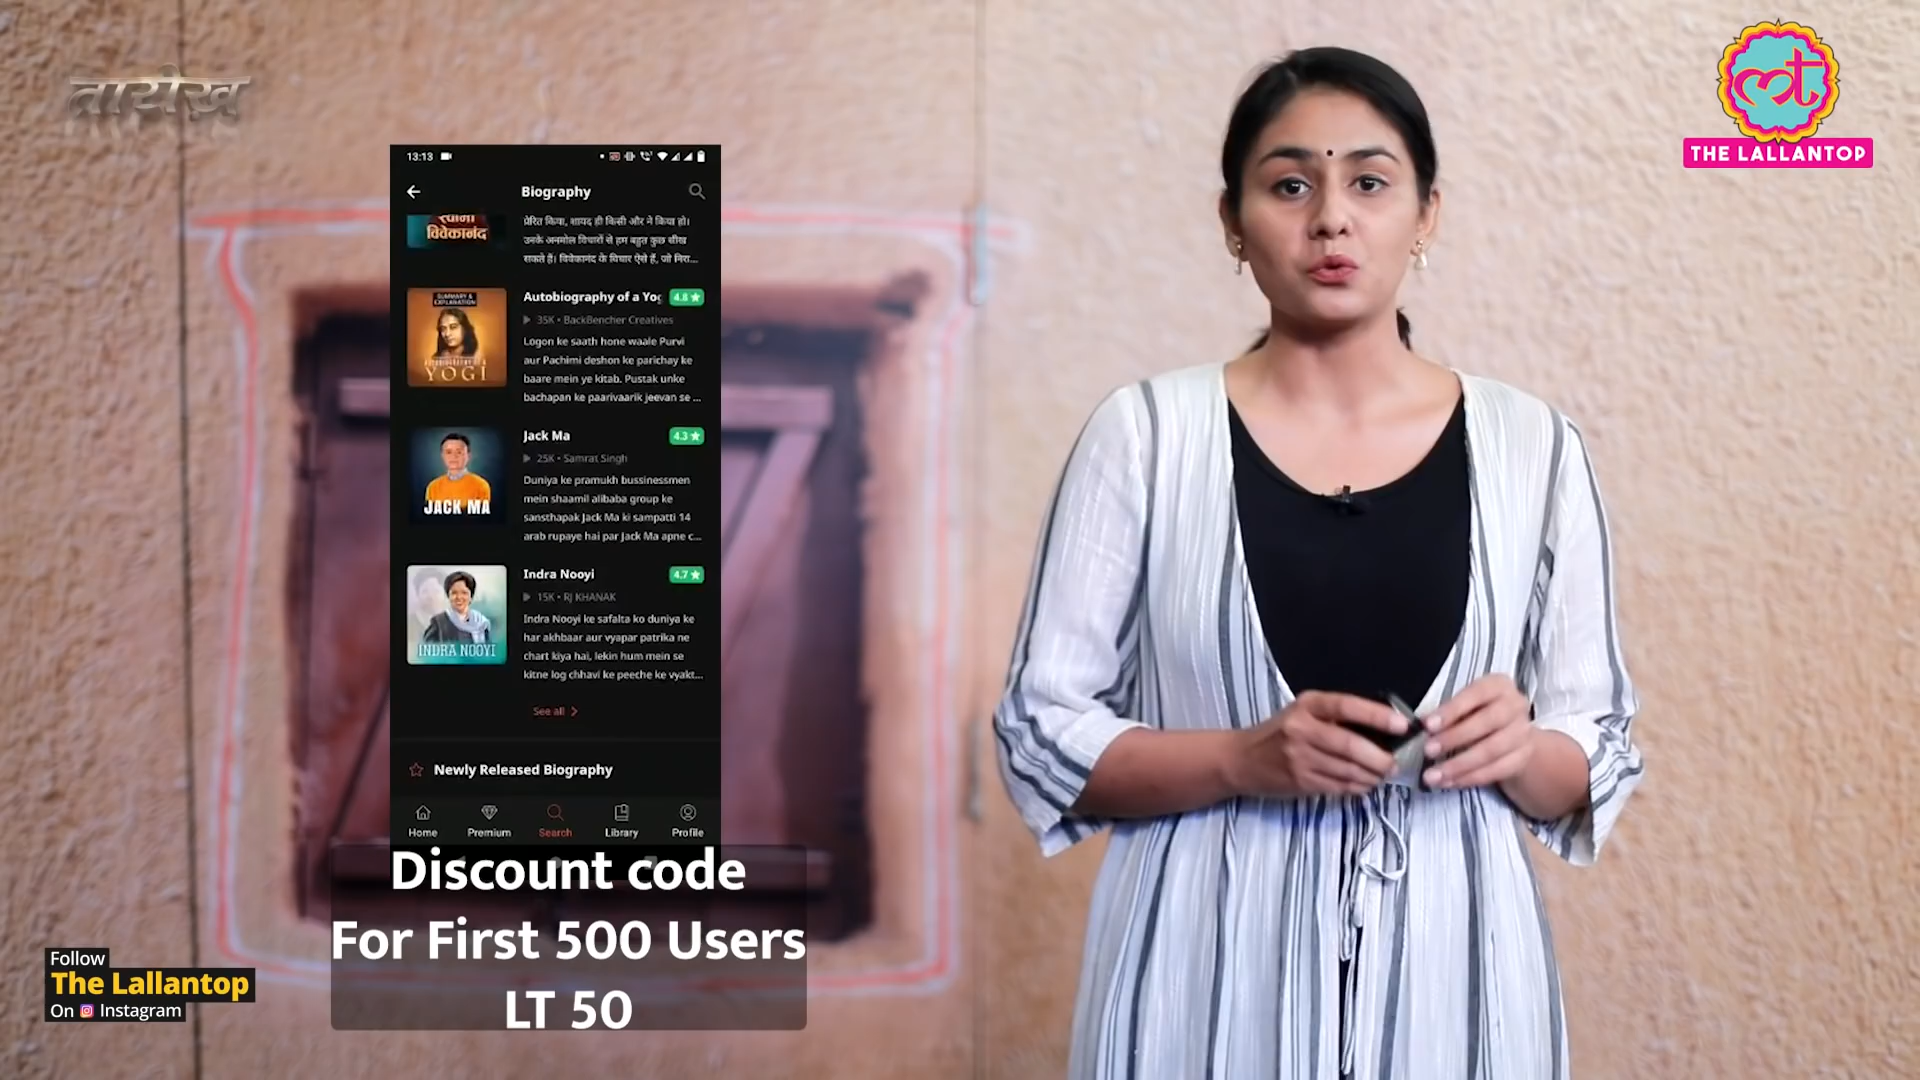 तारीख़
THE LALLANTOP
13:13
Biography
स्वामी
विवेकानंद
प्रेरित किया, शायद ही किसी और ने किया हो।
उनके अनमोल विचारों से हम बहुत कुछ सीख
सकते हैं। विवेकानंद के विचार ऐसे हैं, जो निरा...
SUMMARY &
EXPLANATION
YOGI
Autobiography of a Yog
4.8 ★
35K • BackBencher Creatives
Logon ke saath hone waale Purvi
aur Pachimi deshon ke parichay ke
baare mein ye kitab. Pustak unke
bachapan ke paarivaarik jeevan se ...
JACK MA
Jack Ma
4.3 ★
25K • Samrat Singh
Duniya ke pramukh bussinessmen
mein shaamil alibaba group ke
sansthapak Jack Ma ki sampatti 14
arab rupaye hai par Jack Ma apne c...
INDRA NOOYI
Indra Nooyi
4.7 ★
15K • RJ KHANAK
Indra Nooyi ke safalta ko duniya ke
har akhbaar aur vyapar patrika ne
chart kiya hai, lekin hum mein se
kitne log chhavi ke peeche ke vyakt...
See all >
Newly Released Biography
Home Premium Search Library Profile
Discount code
For First 500 Users
LT 50
Follow
The Lallantop
On Instagram